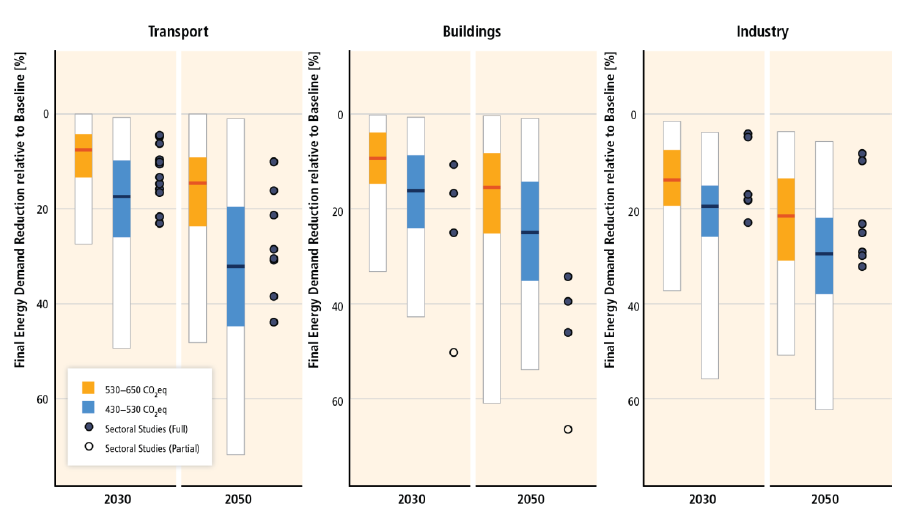 Transport
Buildings
Industry
Final Energy Demand Reduction relative to Baseline [%]
0
20
40
60
530–650 CO2eq
430–530 CO2eq
Sectoral Studies (Full)
Sectoral Studies (Partial)
2030
2050
Final Energy Demand Reduction relative to Baseline [%]
0
20
40
60
2030
2050
Final Energy Demand Reduction relative to Baseline [%]
0
20
40
60
2030
2050